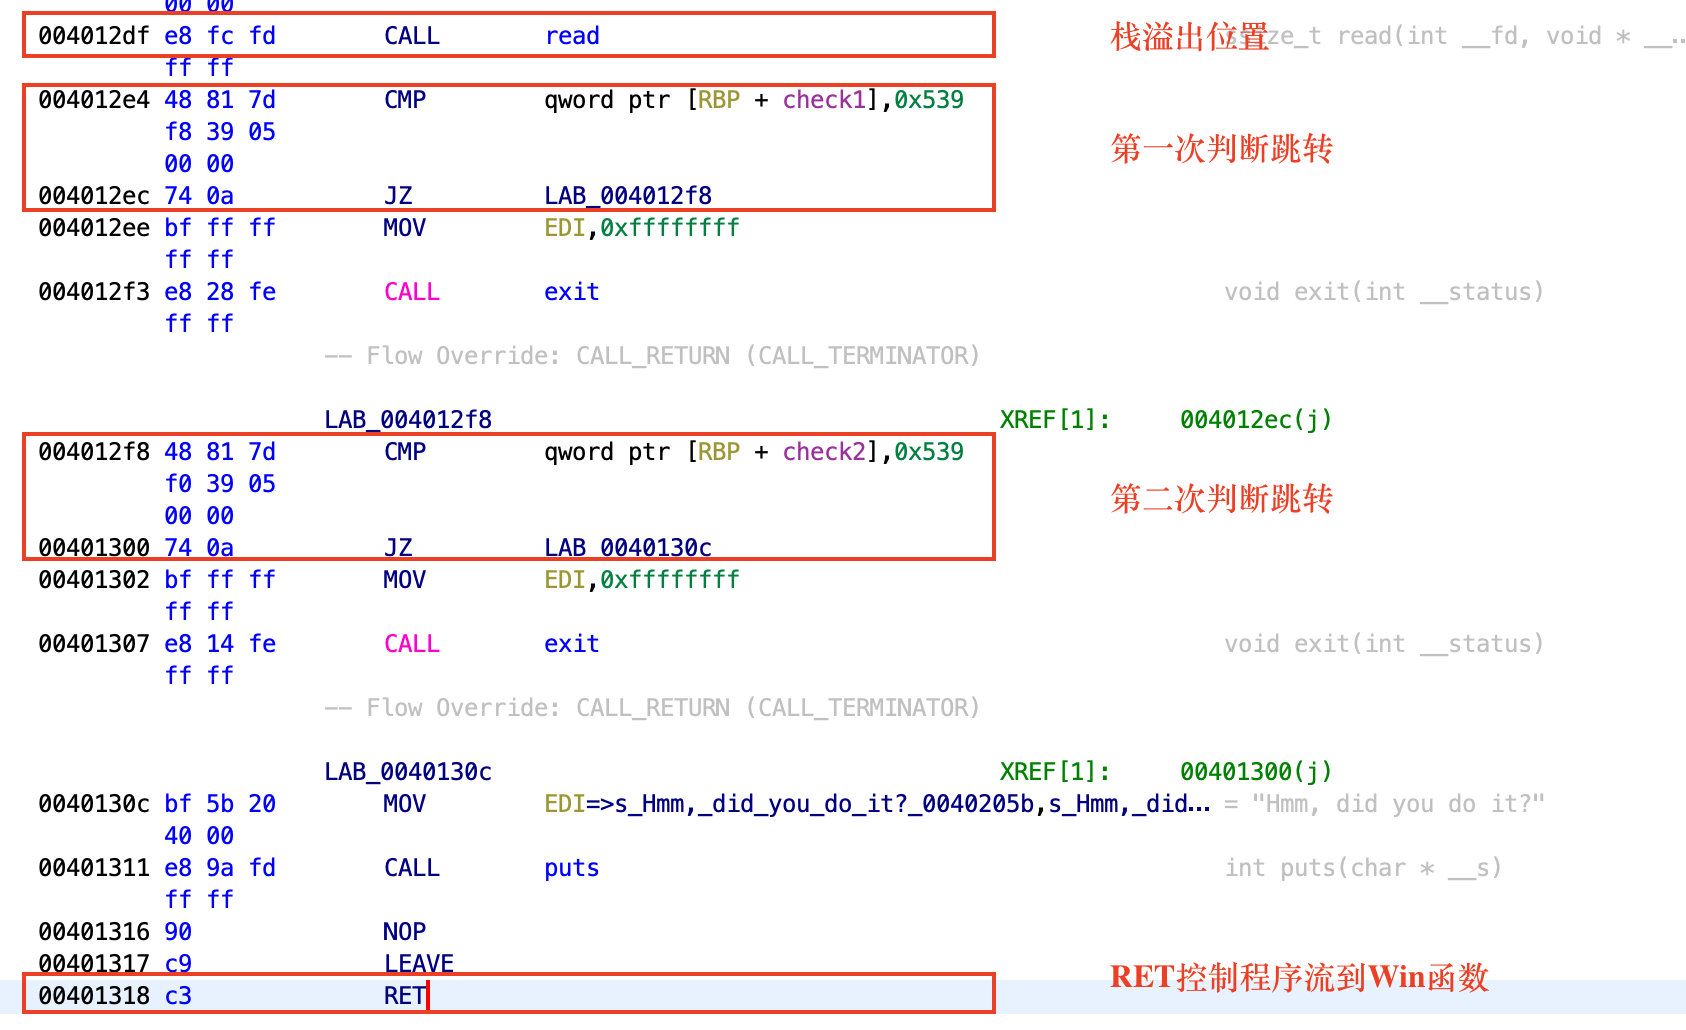 00 00
004012df e8 fc fd CALL read 栈溢出位置 ssize_t read(int __fd, void * __...
ff ff
004012e4 48 81 7d CMP qword ptr [RBP + check1],0x539
f8 39 05
第一次判断跳转
00 00
004012ec 74 0a JZ LAB_004012f8
004012ee bf ff ff MOV EDI,0xffffffff
ff ff
004012f3 e8 28 fe CALL exit void exit(int __status)
ff ff
-- Flow Override: CALL_RETURN (CALL_TERMINATOR)
LAB_004012f8 XREF[1]: 004012ec(j)
004012f8 48 81 7d CMP qword ptr [RBP + check2],0x539
f0 39 05
第二次判断跳转
00 00
00401300 74 0a JZ LAB_0040130c
00401302 bf ff ff MOV EDI,0xffffffff
ff ff
00401307 e8 14 fe CALL exit void exit(int __status)
ff ff
-- Flow Override: CALL_RETURN (CALL_TERMINATOR)
LAB_0040130c XREF[1]: 00401300(j)
0040130c bf 5b 20 MOV EDI=>s_Hmm,_did_you_do_it?_0040205b,s_Hmm,_did... = "Hmm, did you do it?"
40 00
00401311 e8 9a fd CALL puts int puts(char * __s)
ff ff
00401316 90 NOP
00401317 c9 LEAVE
RET控制程序流到Win函数
00401318 c3 RET